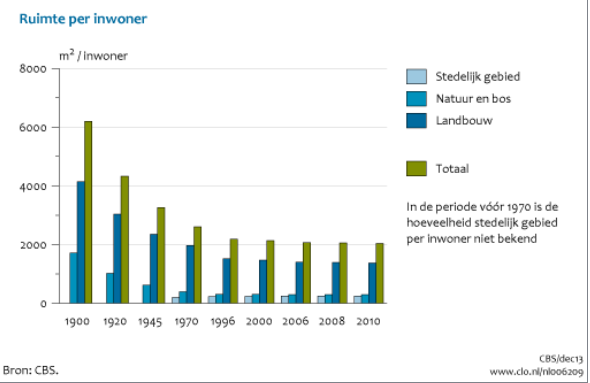 Ruimte per inwoner
m² / inwoner
8000
6000
4000
2000
0
1900 1920 1945 1970 1996 2000 2006 2008 2010
Stedelijk gebied
Natuur en bos
Landbouw
Totaal
In de periode vóór 1970 is de
hoeveelheid stedelijk gebied
per inwoner niet bekend
Bron: CBS.
CBS/dec13
www.clo.nl/nl006209